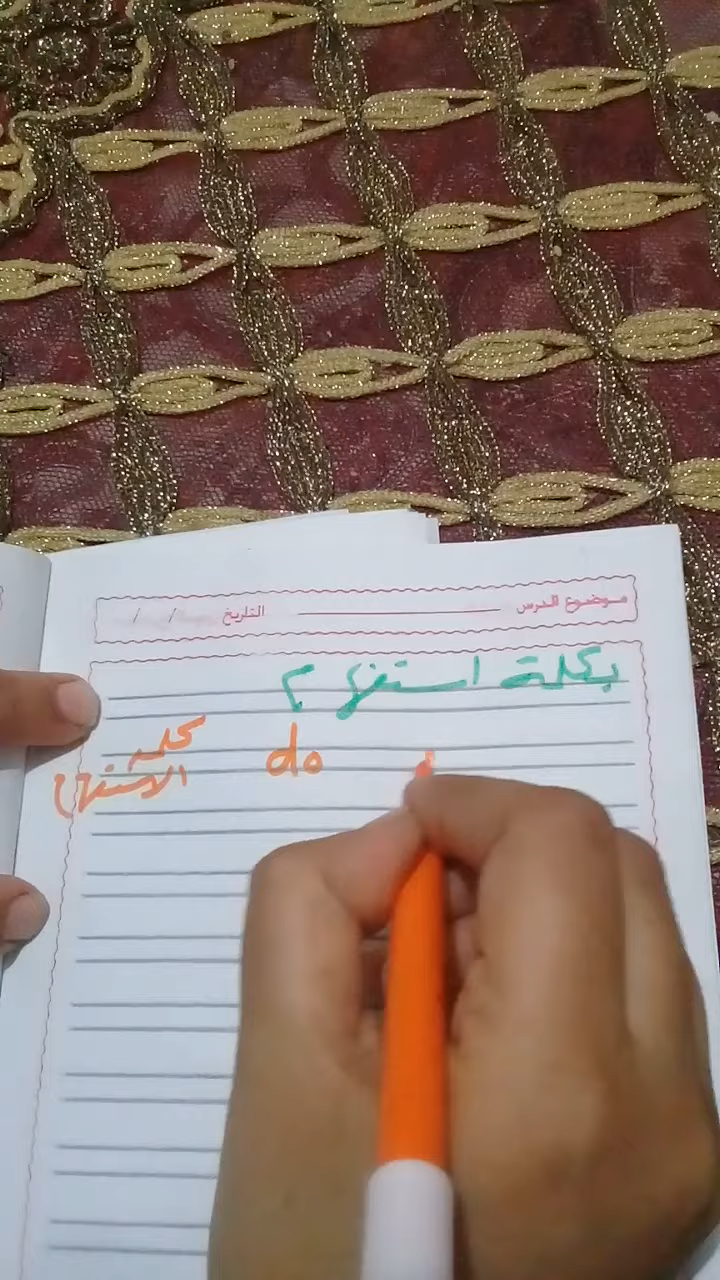 موضوع الدرس التاريخ / /
بكلمة استفهام
كلمة do
الاستفهام